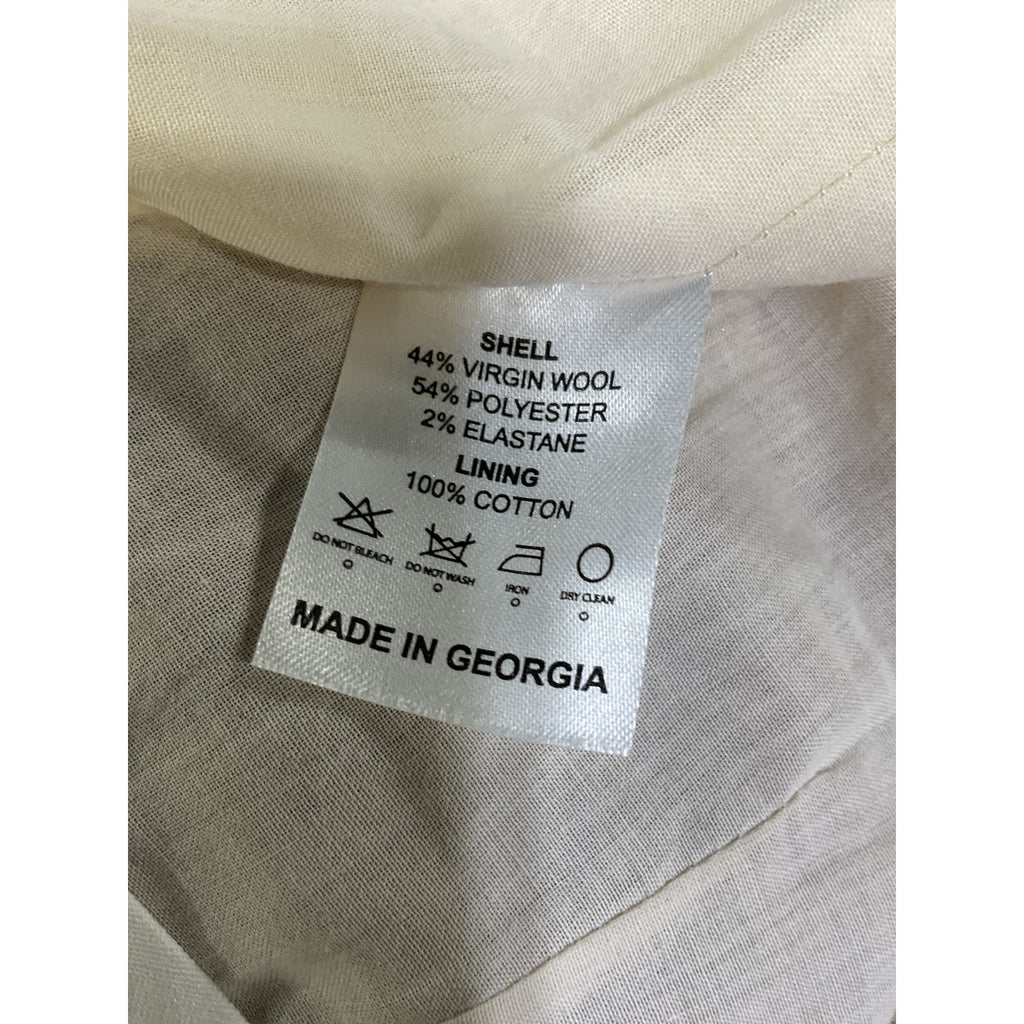 SHELL
44% VIRGIN WOOL
54% POLYESTER
2% ELASTANE
LINING
100% COTTON
DO NOT BLEACH DO NOT WASH IRON DRY CLEAN
MADE IN GEORGIA